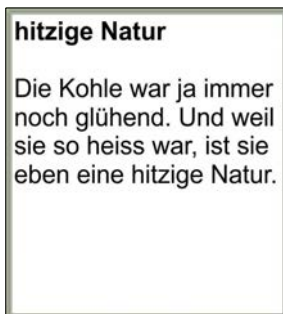 hitzige Natur
Die Kohle war ja immer
noch glühend. Und weil
sie so heiss war, ist sie
eben eine hitzige Natur.